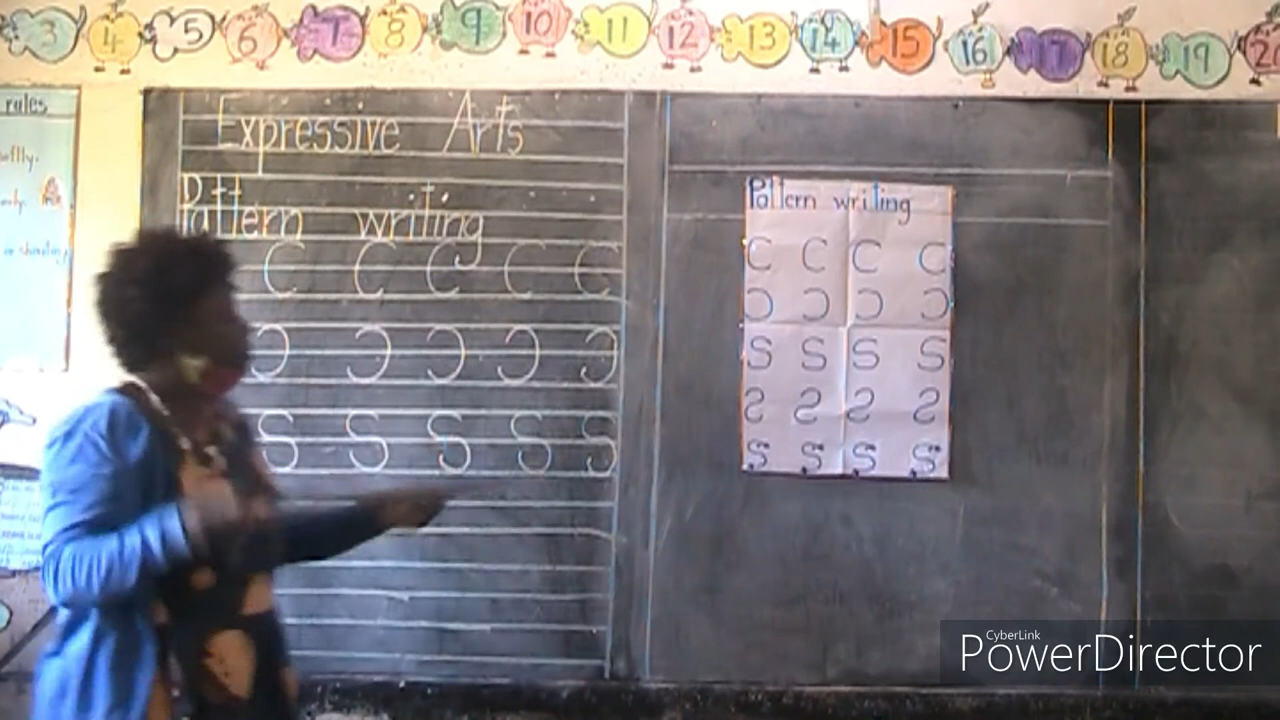 3 4 5 6 7 8 9 10 11 12 13 14 15 16 17 18 19
rules
Expressive Arts
Pattern writing
C C C C C
Ɔ Ɔ Ɔ Ɔ Ɔ
S S S S S
Pattern writing
C C C C
Ɔ Ɔ Ɔ Ɔ
S S S S
Ƨ Ƨ Ƨ Ƨ
S S S S
CyberLink
PowerDirector